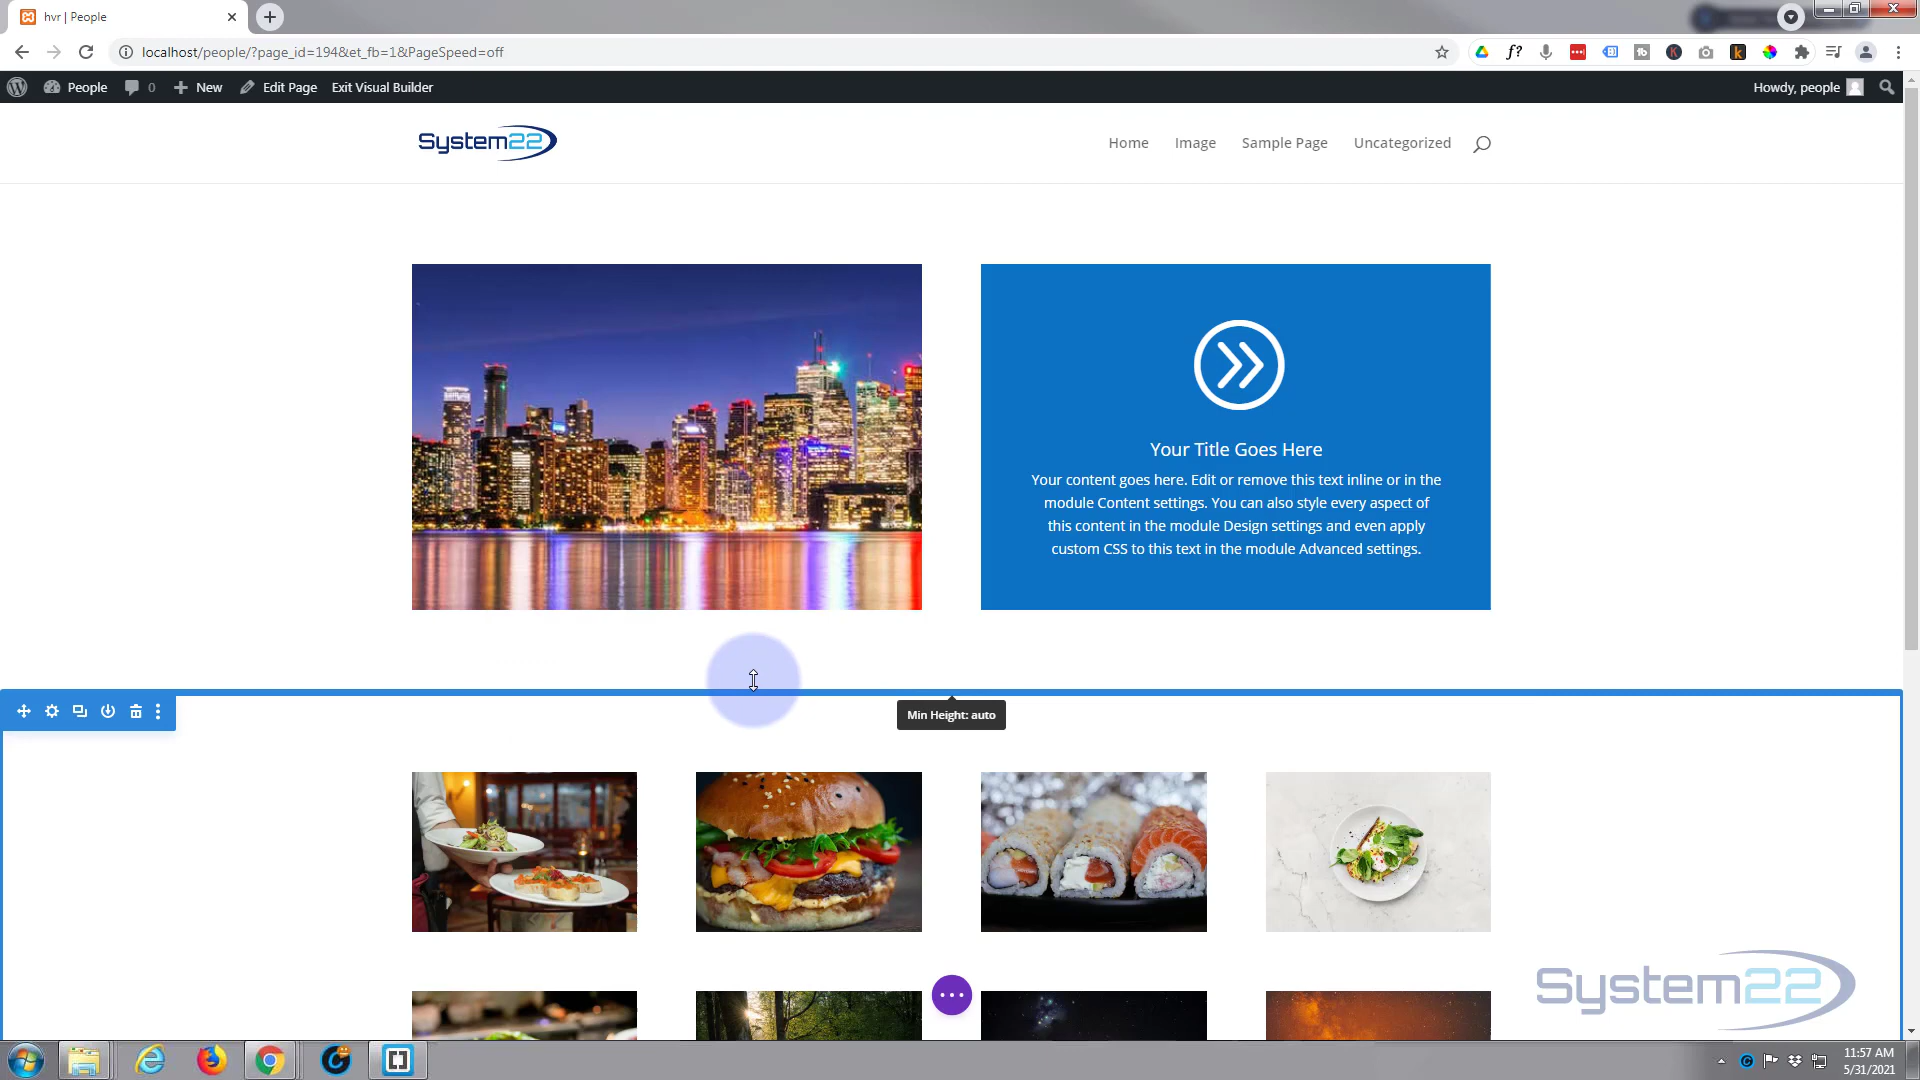 hvr | People
localhost/people/?page_id=194&et_fb=1&PageSpeed=off
People 0 New Edit Page Exit Visual Builder Howdy, people
System22
Home Image Sample Page Uncategorized
Your Title Goes Here
Your content goes here. Edit or remove this text inline or in the
module Content settings. You can also style every aspect of
this content in the module Design settings and even apply
custom CSS to this text in the module Advanced settings.
Min Height: auto
System22
11:57 AM
5/31/2021